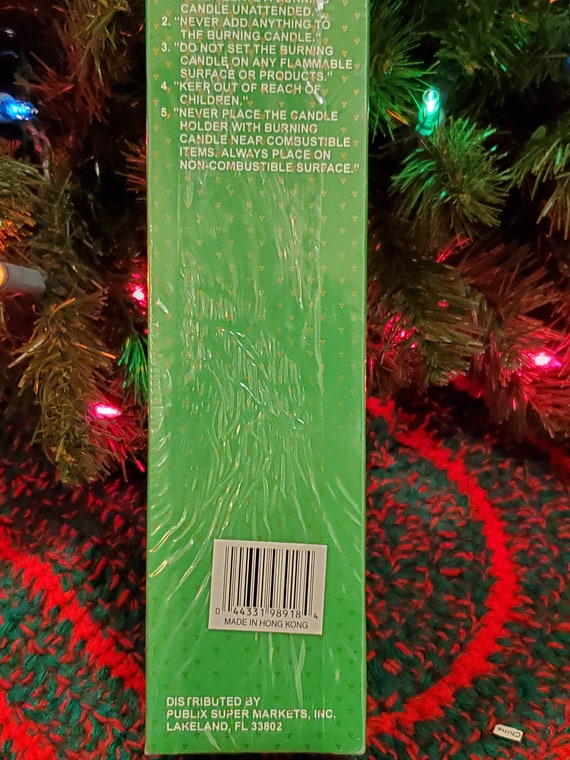 CANDLE UNATTENDED."
2. "NEVER ADD ANYTHING TO
THE BURNING CANDLE."
3. "DO NOT SET THE BURNING
CANDLE ON ANY FLAMMABLE
SURFACE OR PRODUCTS."
4. "KEEP OUT OF REACH OF
CHILDREN."
5. "NEVER PLACE THE CANDLE
HOLDER WITH BURNING
CANDLE NEAR COMBUSTIBLE
ITEMS. ALWAYS PLACE ON
NON-COMBUSTIBLE SURFACE."
0 44331 98918 4
MADE IN HONG KONG
DISTRIBUTED BY
PUBLIX SUPER MARKETS, INC.
LAKELAND, FL 33802
China